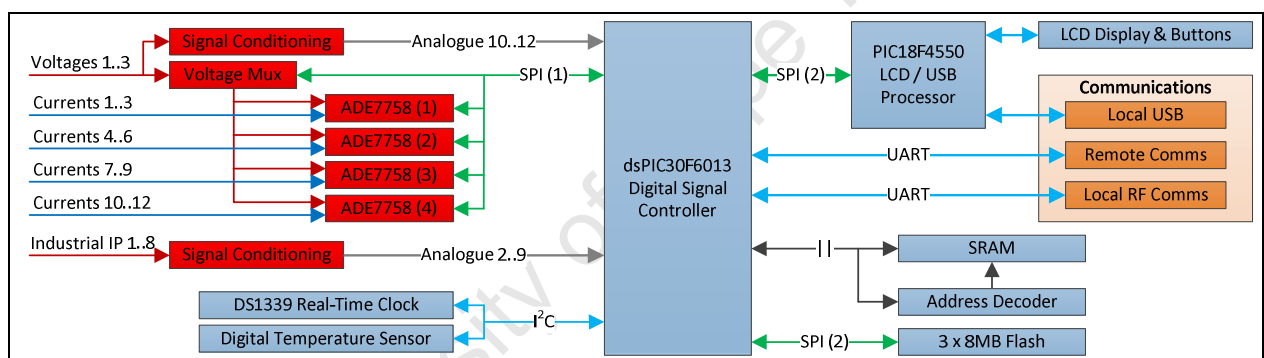 Signal Conditioning
Analogue 10..12
Voltages 1..3
Voltage Mux
SPI (1)
Currents 1..3
ADE7758 (1)
Currents 4..6
ADE7758 (2)
Currents 7..9
ADE7758 (3)
Currents 10..12
ADE7758 (4)
Industrial IP 1..8
Signal Conditioning
Analogue 2..9
DS1339 Real-Time Clock
Digital Temperature Sensor
I²C
dsPIC30F6013
Digital Signal
Controller
SPI (2)
PIC18F4550
LCD / USB
Processor
LCD Display & Buttons
Communications
Local USB
UART
Remote Comms
UART
Local RF Comms
||
SRAM
Address Decoder
SPI (2)
3 x 8MB Flash